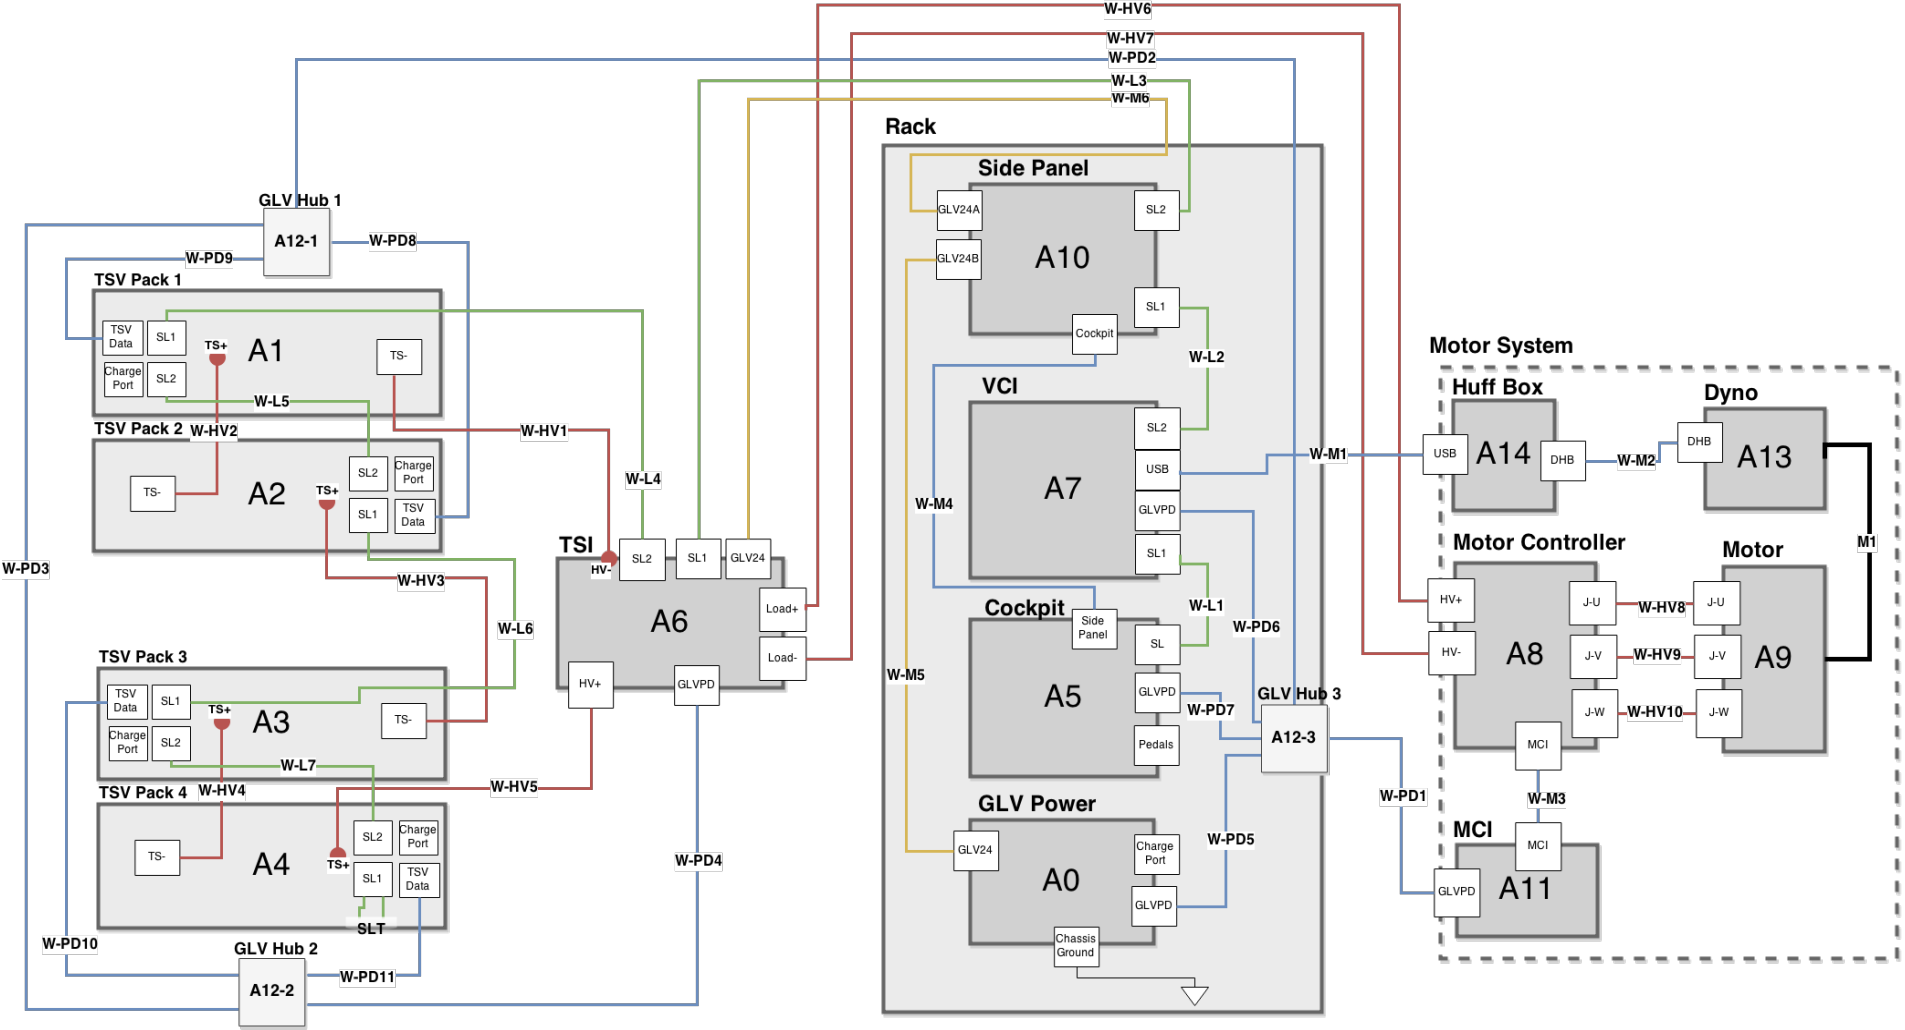 W-HV6
W-HV7
W-PD2
W-L3
W-M6
Rack
Side Panel
GLV24A
SL2
GLV24B
A10
SL1
Cockpit
W-L2
GLV Hub 1
A12-1
W-PD8
W-PD9
TSV Pack 1
TSV
Data
SL1
TS+
A1
TS-
Charge
Port
SL2
W-L5
TSV Pack 2
W-HV2
W-HV1
SL2
Charge
Port
TS-
A2
TS+
SL1
TSV
Data
W-L4
W-PD3
W-HV3
W-L6
TSV Pack 3
TSV
Data
SL1
TS+
A3
TS-
Charge
Port
SL2
W-L7
W-HV4
W-HV5
TSV Pack 4
SL2
Charge
Port
TS-
A4
TS+
SL1
TSV
Data
SLT
W-PD10
GLV Hub 2
W-PD11
A12-2
W-PD4
TSI
HV-
SL2
SL1
GLV24
A6
Load+
Load-
HV+
GLVPD
VCI
SL2
USB
A7
GLVPD
SL1
W-M4
W-M1
W-L1
W-PD6
Cockpit
Side
Panel
SL
A5
GLVPD
W-PD7
Pedals
W-M5
GLV Hub 3
A12-3
GLV Power
GLV24
A0
Charge
Port
GLVPD
W-PD5
Chassis
Ground
W-PD1
Motor System
Huff Box
Dyno
USB
A14
DHB
W-M2
DHB
A13
M1
Motor Controller
Motor
HV+
J-U
W-HV8
J-U
HV-
A8
J-V
W-HV9
J-V
A9
J-W
W-HV10
J-W
MCI
W-M3
MCI
MCI
GLVPD
A11